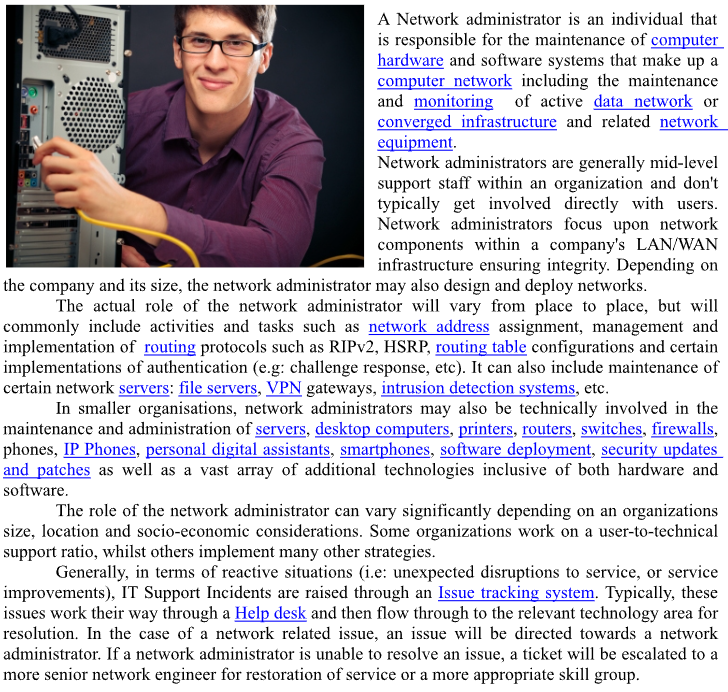 A Network administrator is an individual that
is responsible for the maintenance of computer
hardware and software systems that make up a
computer network including the maintenance
and monitoring of active data network or
converged infrastructure and related network
equipment.
Network administrators are generally mid-level
support staff within an organization and don't
typically get involved directly with users.
Network administrators focus upon network
components within a company's LAN/WAN
infrastructure ensuring integrity. Depending on
the company and its size, the network administrator may also design and deploy networks.
The actual role of the network administrator will vary from place to place, but will
commonly include activities and tasks such as network address assignment, management and
implementation of routing protocols such as RIPv2, HSRP, routing table configurations and certain
implementations of authentication (e.g: challenge response, etc). It can also include maintenance of
certain network servers: file servers, VPN gateways, intrusion detection systems, etc.
In smaller organisations, network administrators may also be technically involved in the
maintenance and administration of servers, desktop computers, printers, routers, switches, firewalls,
phones, IP Phones, personal digital assistants, smartphones, software deployment, security updates
and patches as well as a vast array of additional technologies inclusive of both hardware and
software.
The role of the network administrator can vary significantly depending on an organizations
size, location and socio-economic considerations. Some organizations work on a user-to-technical
support ratio, whilst others implement many other strategies.
Generally, in terms of reactive situations (i.e: unexpected disruptions to service, or service
improvements), IT Support Incidents are raised through an Issue tracking system. Typically, these
issues work their way through a Help desk and then flow through to the relevant technology area for
resolution. In the case of a network related issue, an issue will be directed towards a network
administrator. If a network administrator is unable to resolve an issue, a ticket will be escalated to a
more senior network engineer for restoration of service or a more appropriate skill group.